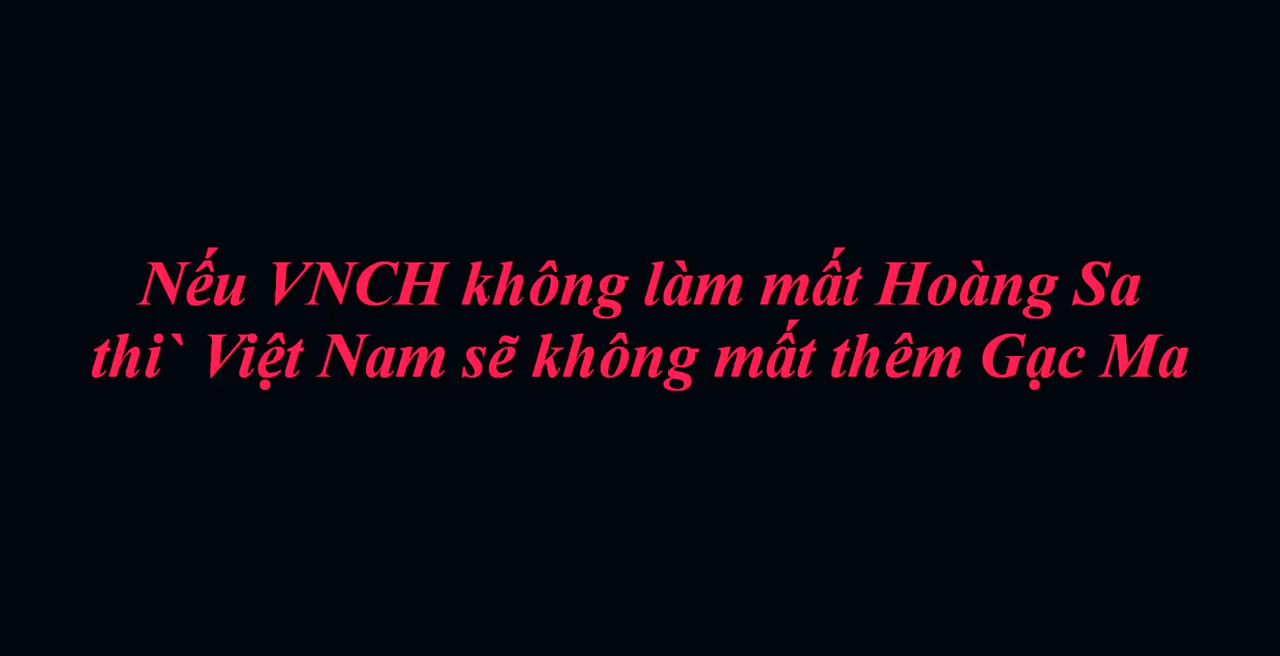 Nếu VNCH không làm mất Hoàng Sa
thi` Việt Nam sẽ không mất thêm Gạc Ma